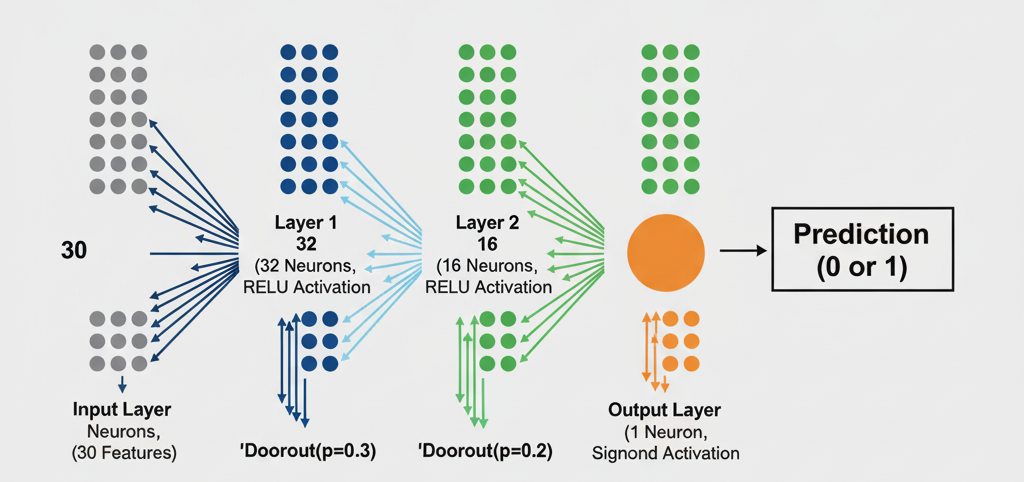 30
Layer 1
32
(32 Neurons,
RELU Activation
Layer 2
16
(16 Neurons,
RELU Activation
Prediction
(0 or 1)
Input Layer
Neurons,
(30 Features)
'Doorout(p=0.3)
'Doorout(p=0.2)
Output Layer
(1 Neuron,
Signond Activation